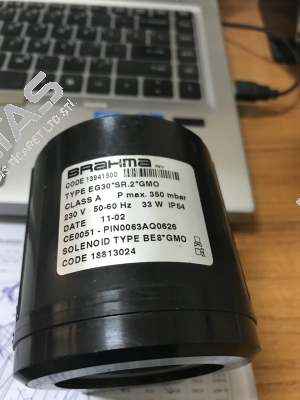 BRAHMA
CODE 13941500
TYPE EG30*SR.2*GMO
CLASS A P max. 350 mbar
230 V 50-60 Hz 33 W IP54
DATE 11-02
CE0051 - PIN0063AQ0626
SOLENOID TYPE BE8*GMO
CODE 18813024